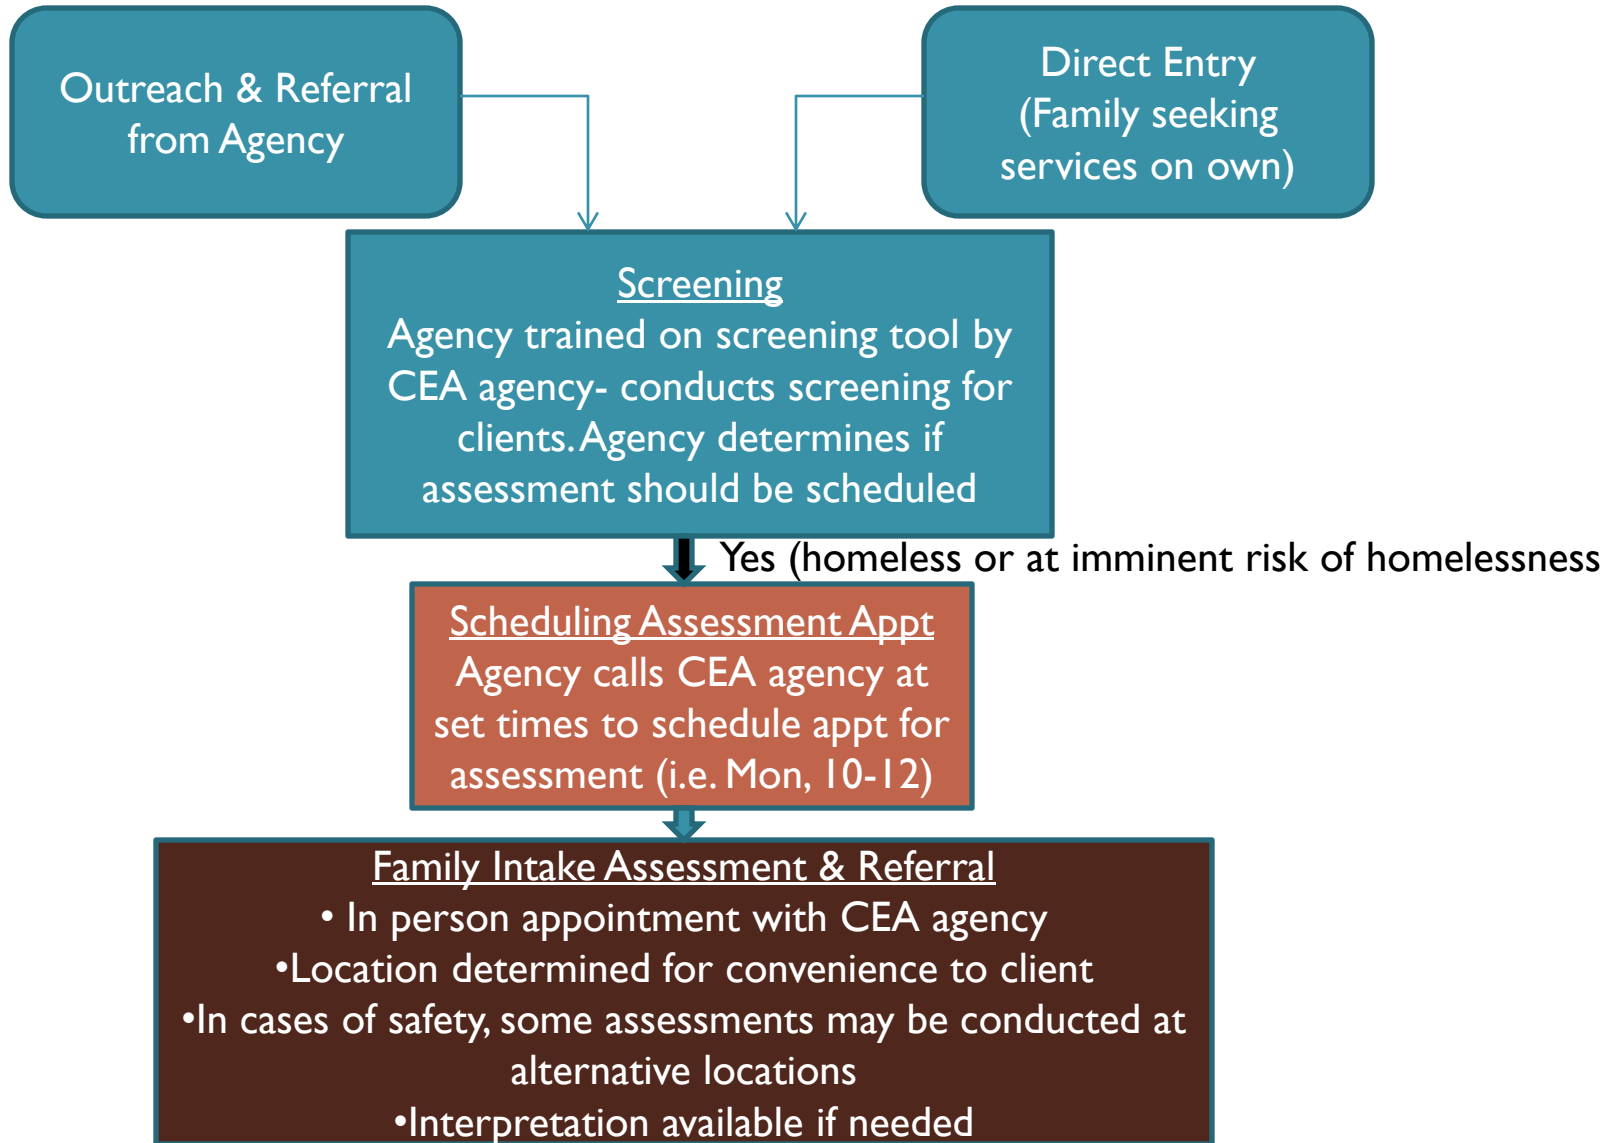 Outreach & Referral
from Agency
Direct Entry
(Family seeking
services on own)
Screening
Agency trained on screening tool by
CEA agency- conducts screening for
clients. Agency determines if
assessment should be scheduled
Yes (homeless or at imminent risk of homelessness
Scheduling Assessment Appt
Agency calls CEA agency at
set times to schedule appt for
assessment (i.e. Mon, 10-12)
Family Intake Assessment & Referral
• In person appointment with CEA agency
•Location determined for convenience to client
•In cases of safety, some assessments may be conducted at
alternative locations
•Interpretation available if needed